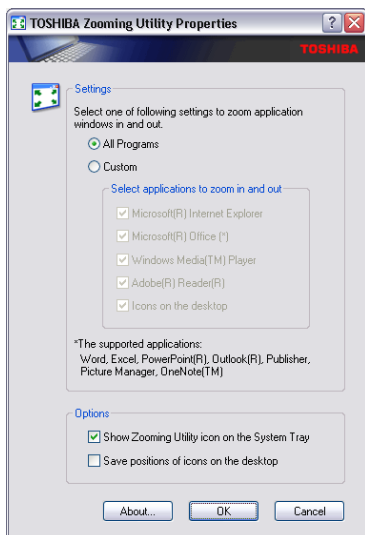 TOSHIBA Zooming Utility Properties
TOSHIBA
Settings
Select one of following settings to zoom application
windows in and out.
All Programs
Custom
Select applications to zoom in and out
Microsoft(R) Internet Explorer
Microsoft(R) Office (*)
Windows Media(TM) Player
Adobe(R) Reader(R)
Icons on the desktop
*The supported applications:
Word, Excel, PowerPoint(R), Outlook(R), Publisher,
Picture Manager, OneNote(TM)
Options
Show Zooming Utility icon on the System Tray
Save positions of icons on the desktop
About... OK Cancel